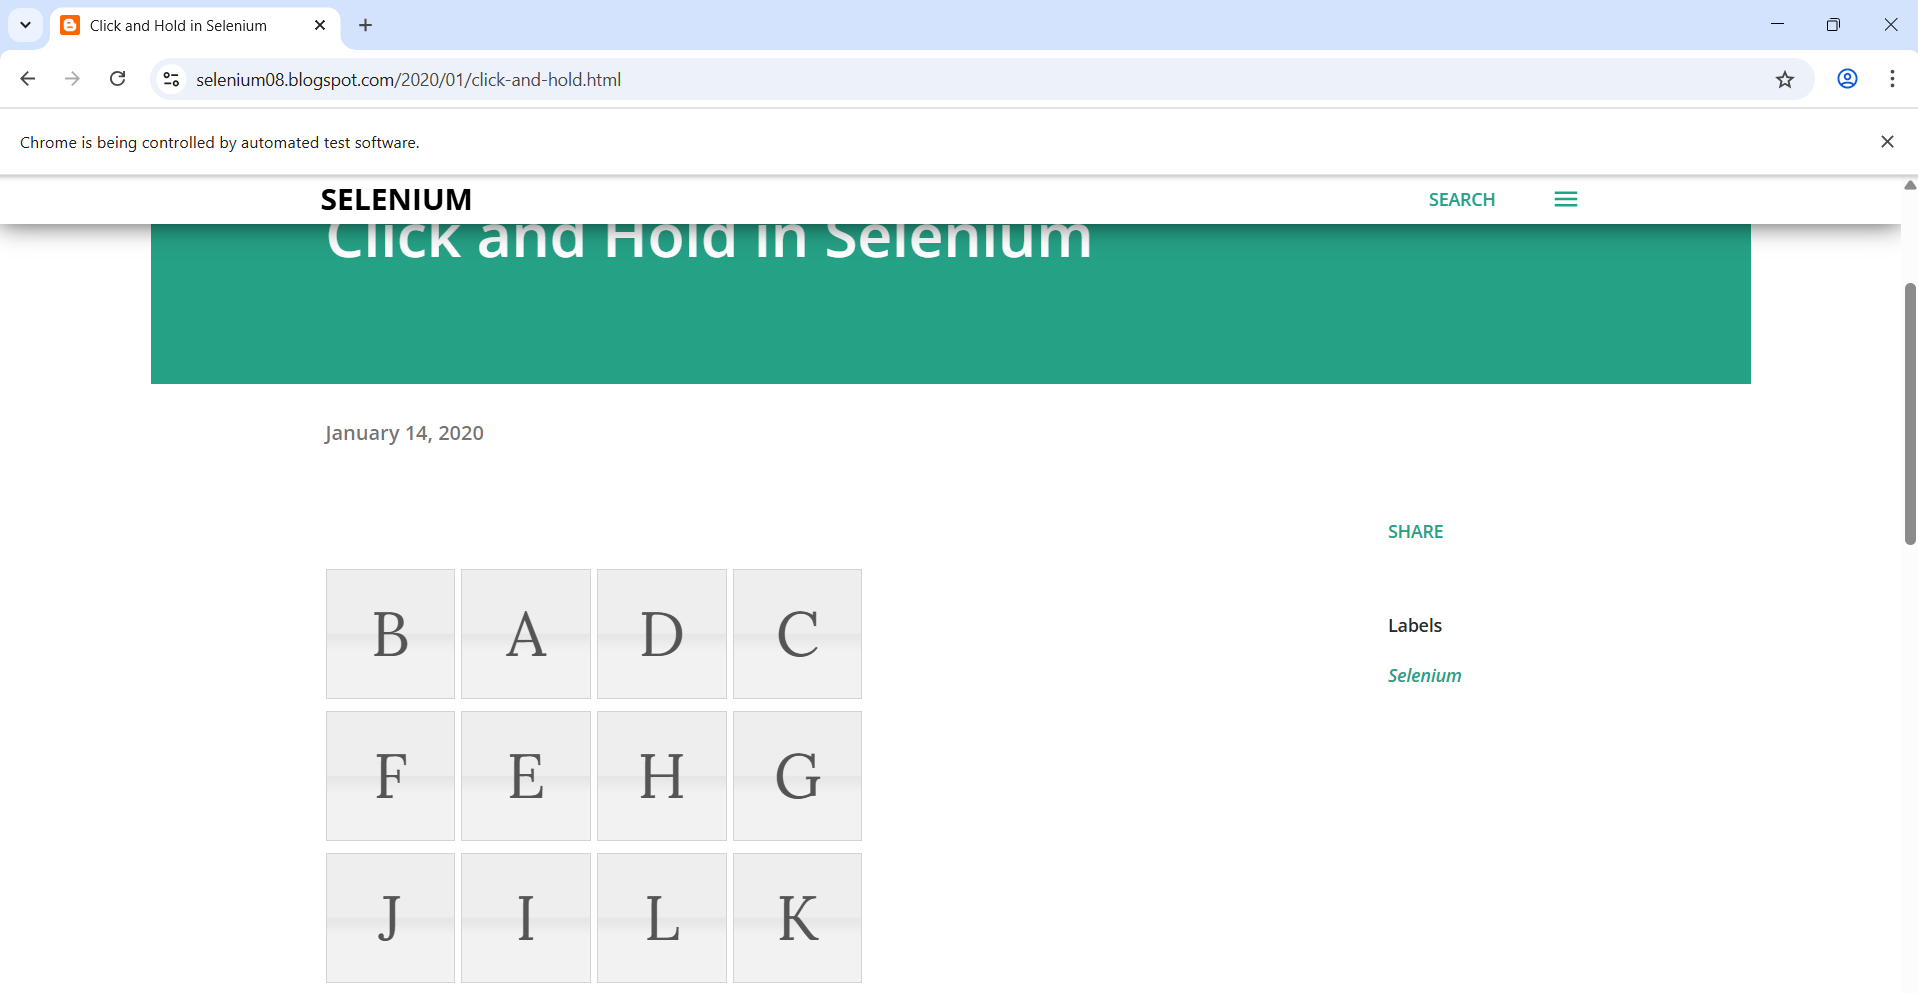 Click and Hold in Selenium
selenium08.blogspot.com/2020/01/click-and-hold.html
Chrome is being controlled by automated test software.
SELENIUM
SEARCH
Click and Hold in Selenium
January 14, 2020
SHARE
Labels
Selenium
B A D C
F E H G
J I L K